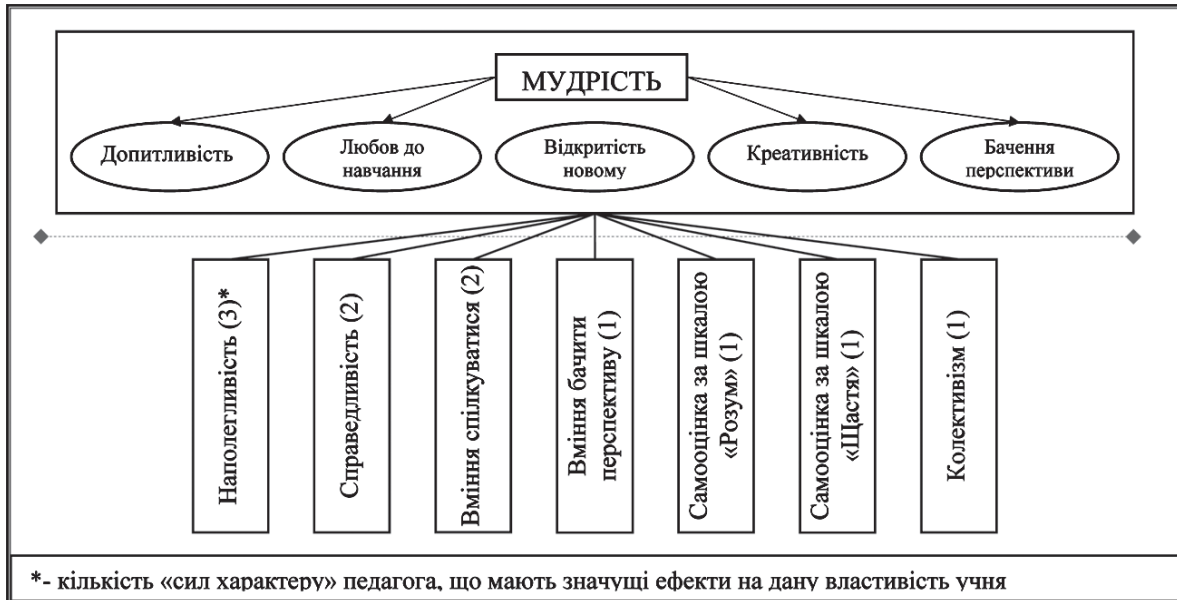 МУДРІСТЬ
Допитливість
Любов до
навчання
Відкритість
новому
Креативність
Бачення
перспективи
Наполегливість (3)*
Справедливість (2)
Вміння спілкуватися (2)
Вміння бачити
перспективу (1)
Самооцінка за шкалою
«Розум» (1)
Самооцінка за шкалою
«Щастя» (1)
Колективізм (1)
*- кількість «сил характеру» педагога, що мають значущі ефекти на дану властивість учня